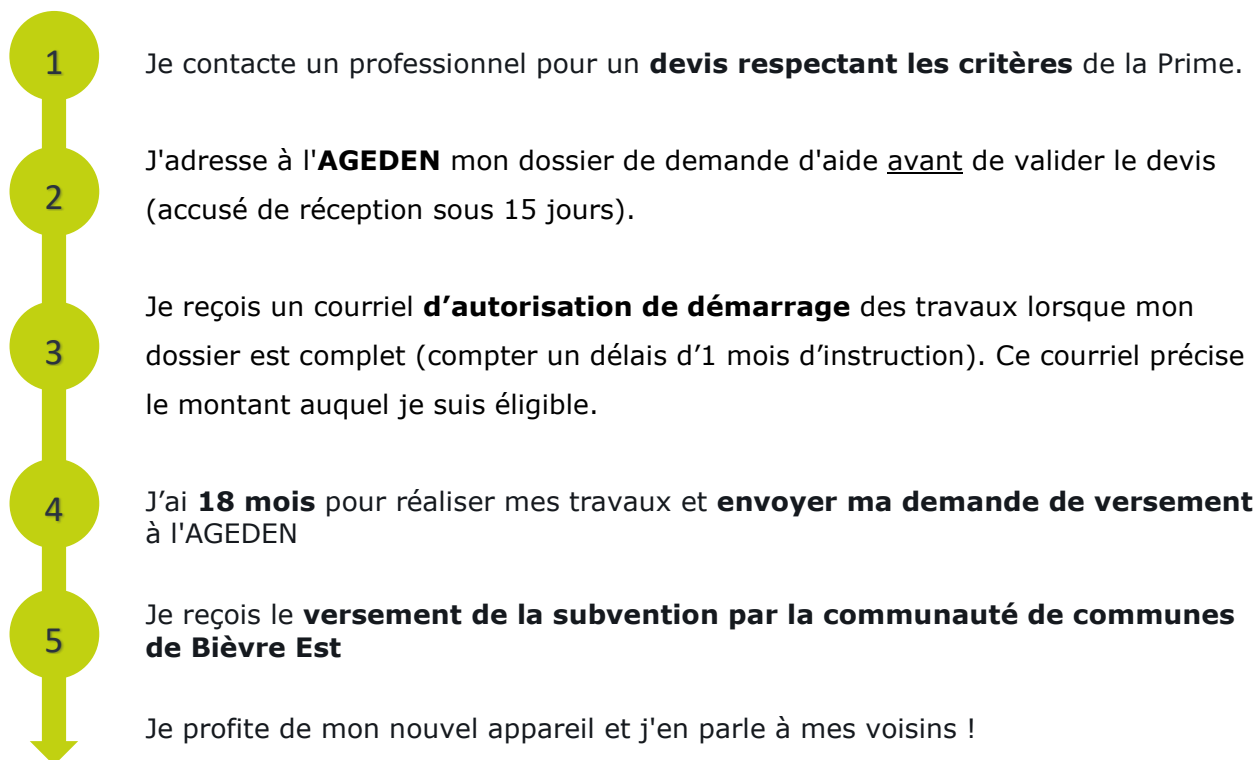 1
Je contacte un professionnel pour un devis respectant les critères de la Prime.
2
J'adresse à l'AGEDEN mon dossier de demande d'aide avant de valider le devis
(accusé de réception sous 15 jours).
3
Je reçois un courriel d’autorisation de démarrage des travaux lorsque mon
dossier est complet (compter un délais d’1 mois d’instruction). Ce courriel précise
le montant auquel je suis éligible.
4
J’ai 18 mois pour réaliser mes travaux et envoyer ma demande de versement
à l'AGEDEN
5
Je reçois le versement de la subvention par la communauté de communes
de Bièvre Est
Je profite de mon nouvel appareil et j'en parle à mes voisins !